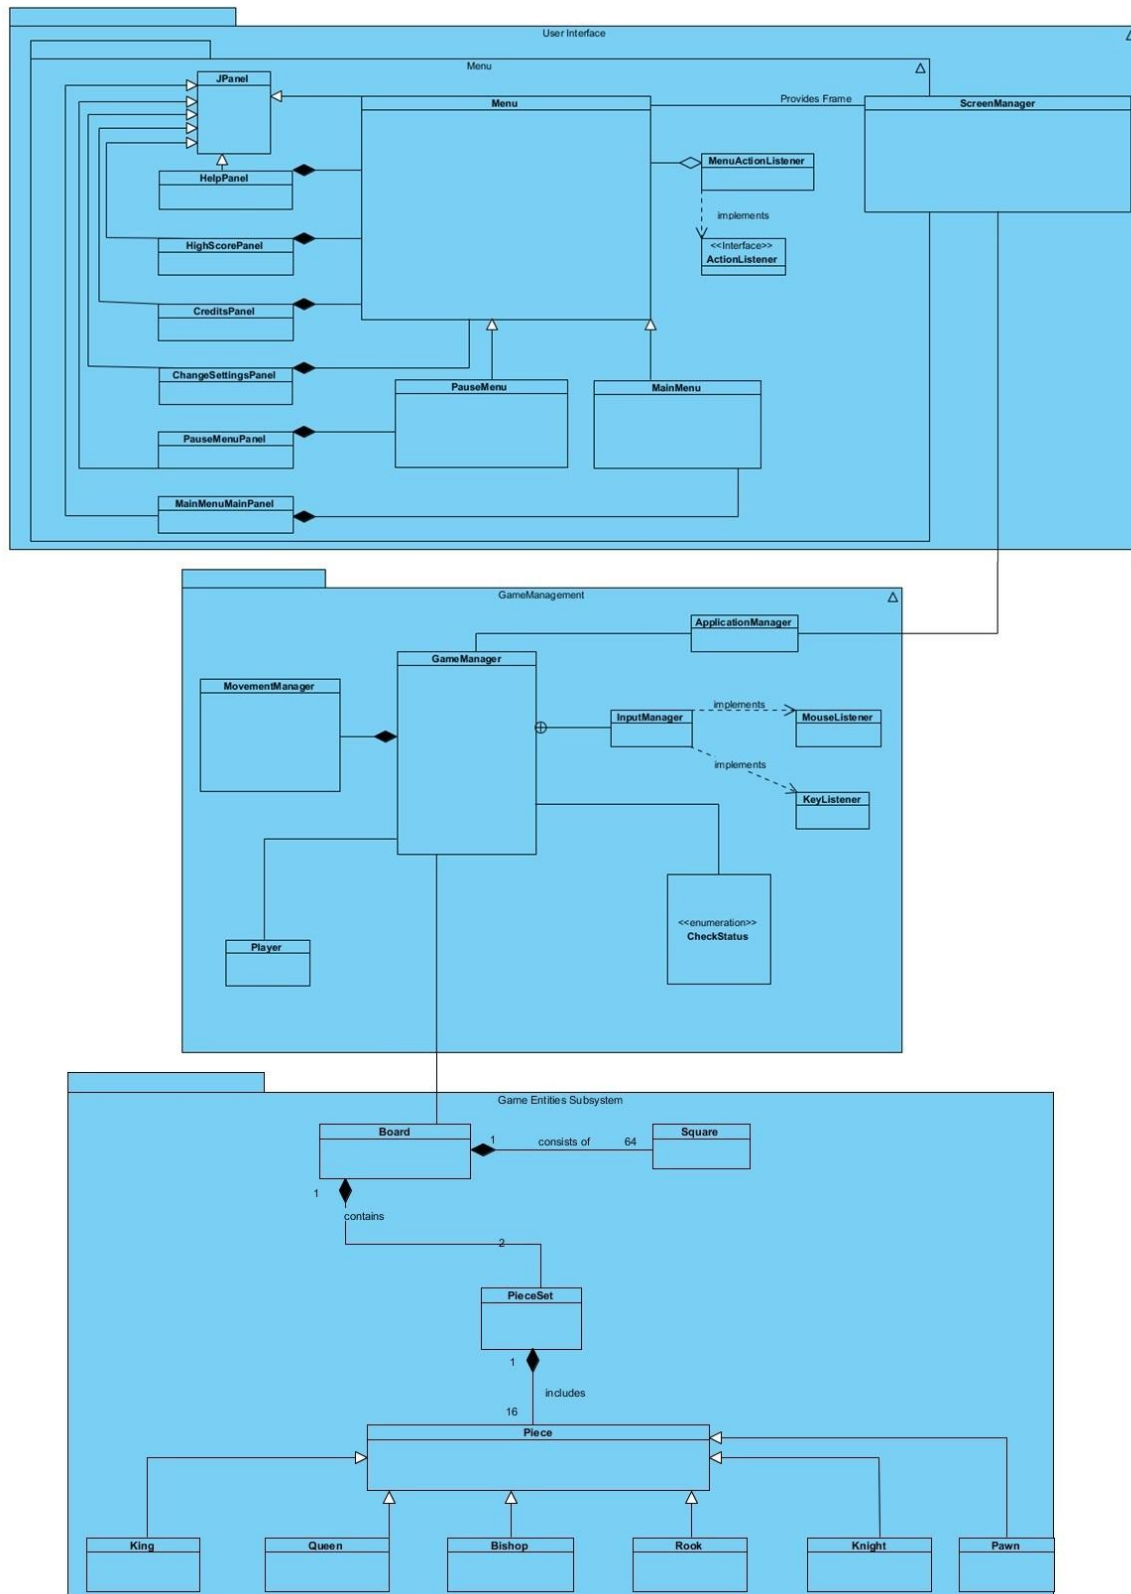 User Interface
Menu
JPanel
Menu
Provides Frame
ScreenManager
MenuActionListener
HelpPanel
implements
<<Interface>>
ActionListener
HighScorePanel
CreditsPanel
ChangeSettingsPanel
PauseMenu
MainMenu
PauseMenuPanel
MainMenuMainPanel
GameManagement
ApplicationManager
GameManager
MovementManager
implements
InputManager
MouseListener
implements
KeyListener
<<enumeration>>
CheckStatus
Player
Game Entities Subsystem
Board
Square
1
consists of
64
1
contains
2
PieceSet
1
includes
16
Piece
King
Queen
Bishop
Rook
Knight
Pawn